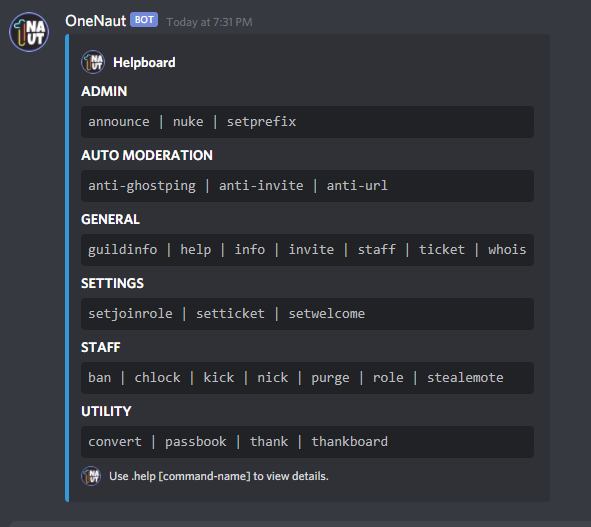 OneNaut BOT Today at 7:31 PM
1NAUT Helpboard
ADMIN
announce | nuke | setprefix
AUTO MODERATION
anti-ghostping | anti-invite | anti-url
GENERAL
guildinfo | help | info | invite | staff | ticket | whois
SETTINGS
setjoinrole | setticket | setwelcome
STAFF
ban | chlock | kick | nick | purge | role | stealemote
UTILITY
convert | passbook | thank | thankboard
Use .help [command-name] to view details.